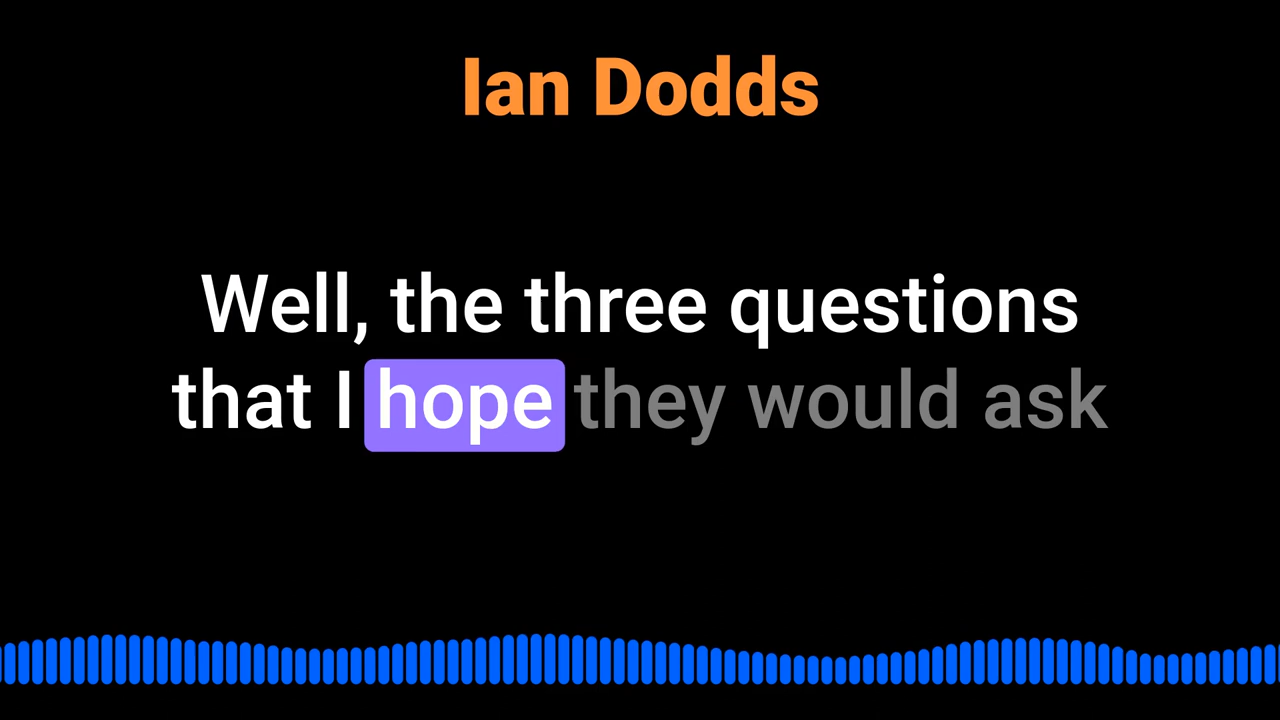 Ian Dodds
Well, the three questions
that I hope they would ask